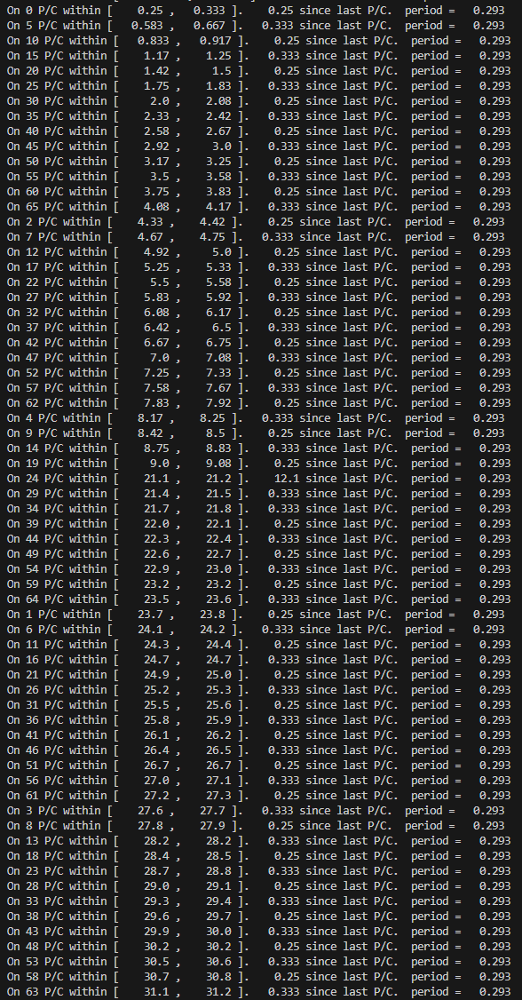 On 0 P/C within [ 0.25 , 0.333 ]. 0.25 since last P/C. period = 0.293
On 5 P/C within [ 0.583 , 0.667 ]. 0.333 since last P/C. period = 0.293
On 10 P/C within [ 0.833 , 0.917 ]. 0.25 since last P/C. period = 0.293
On 15 P/C within [ 1.17 , 1.25 ]. 0.333 since last P/C. period = 0.293
On 20 P/C within [ 1.42 , 1.5 ]. 0.25 since last P/C. period = 0.293
On 25 P/C within [ 1.75 , 1.83 ]. 0.333 since last P/C. period = 0.293
On 30 P/C within [ 2.0 , 2.08 ]. 0.25 since last P/C. period = 0.293
On 35 P/C within [ 2.33 , 2.42 ]. 0.333 since last P/C. period = 0.293
On 40 P/C within [ 2.58 , 2.67 ]. 0.25 since last P/C. period = 0.293
On 45 P/C within [ 2.92 , 3.0 ]. 0.333 since last P/C. period = 0.293
On 50 P/C within [ 3.17 , 3.25 ]. 0.25 since last P/C. period = 0.293
On 55 P/C within [ 3.5 , 3.58 ]. 0.333 since last P/C. period = 0.293
On 60 P/C within [ 3.75 , 3.83 ]. 0.25 since last P/C. period = 0.293
On 65 P/C within [ 4.08 , 4.17 ]. 0.333 since last P/C. period = 0.293
On 2 P/C within [ 4.33 , 4.42 ]. 0.25 since last P/C. period = 0.293
On 7 P/C within [ 4.67 , 4.75 ]. 0.333 since last P/C. period = 0.293
On 12 P/C within [ 4.92 , 5.0 ]. 0.25 since last P/C. period = 0.293
On 17 P/C within [ 5.25 , 5.33 ]. 0.333 since last P/C. period = 0.293
On 22 P/C within [ 5.5 , 5.58 ]. 0.25 since last P/C. period = 0.293
On 27 P/C within [ 5.83 , 5.92 ]. 0.333 since last P/C. period = 0.293
On 32 P/C within [ 6.08 , 6.17 ]. 0.25 since last P/C. period = 0.293
On 37 P/C within [ 6.42 , 6.5 ]. 0.333 since last P/C. period = 0.293
On 42 P/C within [ 6.67 , 6.75 ]. 0.25 since last P/C. period = 0.293
On 47 P/C within [ 7.0 , 7.08 ]. 0.333 since last P/C. period = 0.293
On 52 P/C within [ 7.25 , 7.33 ]. 0.25 since last P/C. period = 0.293
On 57 P/C within [ 7.58 , 7.67 ]. 0.333 since last P/C. period = 0.293
On 62 P/C within [ 7.83 , 7.92 ]. 0.25 since last P/C. period = 0.293
On 4 P/C within [ 8.17 , 8.25 ]. 0.333 since last P/C. period = 0.293
On 9 P/C within [ 8.42 , 8.5 ]. 0.25 since last P/C. period = 0.293
On 14 P/C within [ 8.75 , 8.83 ]. 0.333 since last P/C. period = 0.293
On 19 P/C within [ 9.0 , 9.08 ]. 0.25 since last P/C. period = 0.293
On 24 P/C within [ 21.1 , 21.2 ]. 12.1 since last P/C. period = 0.293
On 29 P/C within [ 21.4 , 21.5 ]. 0.333 since last P/C. period = 0.293
On 34 P/C within [ 21.7 , 21.8 ]. 0.333 since last P/C. period = 0.293
On 39 P/C within [ 22.0 , 22.1 ]. 0.25 since last P/C. period = 0.293
On 44 P/C within [ 22.3 , 22.4 ]. 0.333 since last P/C. period = 0.293
On 49 P/C within [ 22.6 , 22.7 ]. 0.25 since last P/C. period = 0.293
On 54 P/C within [ 22.9 , 23.0 ]. 0.333 since last P/C. period = 0.293
On 59 P/C within [ 23.2 , 23.2 ]. 0.25 since last P/C. period = 0.293
On 64 P/C within [ 23.5 , 23.6 ]. 0.333 since last P/C. period = 0.293
On 1 P/C within [ 23.7 , 23.8 ]. 0.25 since last P/C. period = 0.293
On 6 P/C within [ 24.1 , 24.2 ]. 0.333 since last P/C. period = 0.293
On 11 P/C within [ 24.3 , 24.4 ]. 0.25 since last P/C. period = 0.293
On 16 P/C within [ 24.7 , 24.7 ]. 0.333 since last P/C. period = 0.293
On 21 P/C within [ 24.9 , 25.0 ]. 0.25 since last P/C. period = 0.293
On 26 P/C within [ 25.2 , 25.3 ]. 0.333 since last P/C. period = 0.293
On 31 P/C within [ 25.5 , 25.6 ]. 0.25 since last P/C. period = 0.293
On 36 P/C within [ 25.8 , 25.9 ]. 0.333 since last P/C. period = 0.293
On 41 P/C within [ 26.1 , 26.2 ]. 0.25 since last P/C. period = 0.293
On 46 P/C within [ 26.4 , 26.5 ]. 0.333 since last P/C. period = 0.293
On 51 P/C within [ 26.7 , 26.7 ]. 0.25 since last P/C. period = 0.293
On 56 P/C within [ 27.0 , 27.1 ]. 0.333 since last P/C. period = 0.293
On 61 P/C within [ 27.2 , 27.3 ]. 0.25 since last P/C. period = 0.293
On 3 P/C within [ 27.6 , 27.7 ]. 0.333 since last P/C. period = 0.293
On 8 P/C within [ 27.8 , 27.9 ]. 0.25 since last P/C. period = 0.293
On 13 P/C within [ 28.2 , 28.2 ]. 0.333 since last P/C. period = 0.293
On 18 P/C within [ 28.4 , 28.5 ]. 0.25 since last P/C. period = 0.293
On 23 P/C within [ 28.7 , 28.8 ]. 0.333 since last P/C. period = 0.293
On 28 P/C within [ 29.0 , 29.1 ]. 0.25 since last P/C. period = 0.293
On 33 P/C within [ 29.3 , 29.4 ]. 0.333 since last P/C. period = 0.293
On 38 P/C within [ 29.6 , 29.7 ]. 0.25 since last P/C. period = 0.293
On 43 P/C within [ 29.9 , 30.0 ]. 0.333 since last P/C. period = 0.293
On 48 P/C within [ 30.2 , 30.2 ]. 0.25 since last P/C. period = 0.293
On 53 P/C within [ 30.5 , 30.6 ]. 0.333 since last P/C. period = 0.293
On 58 P/C within [ 30.7 , 30.8 ]. 0.25 since last P/C. period = 0.293
On 63 P/C within [ 31.1 , 31.2 ]. 0.333 since last P/C. period = 0.293